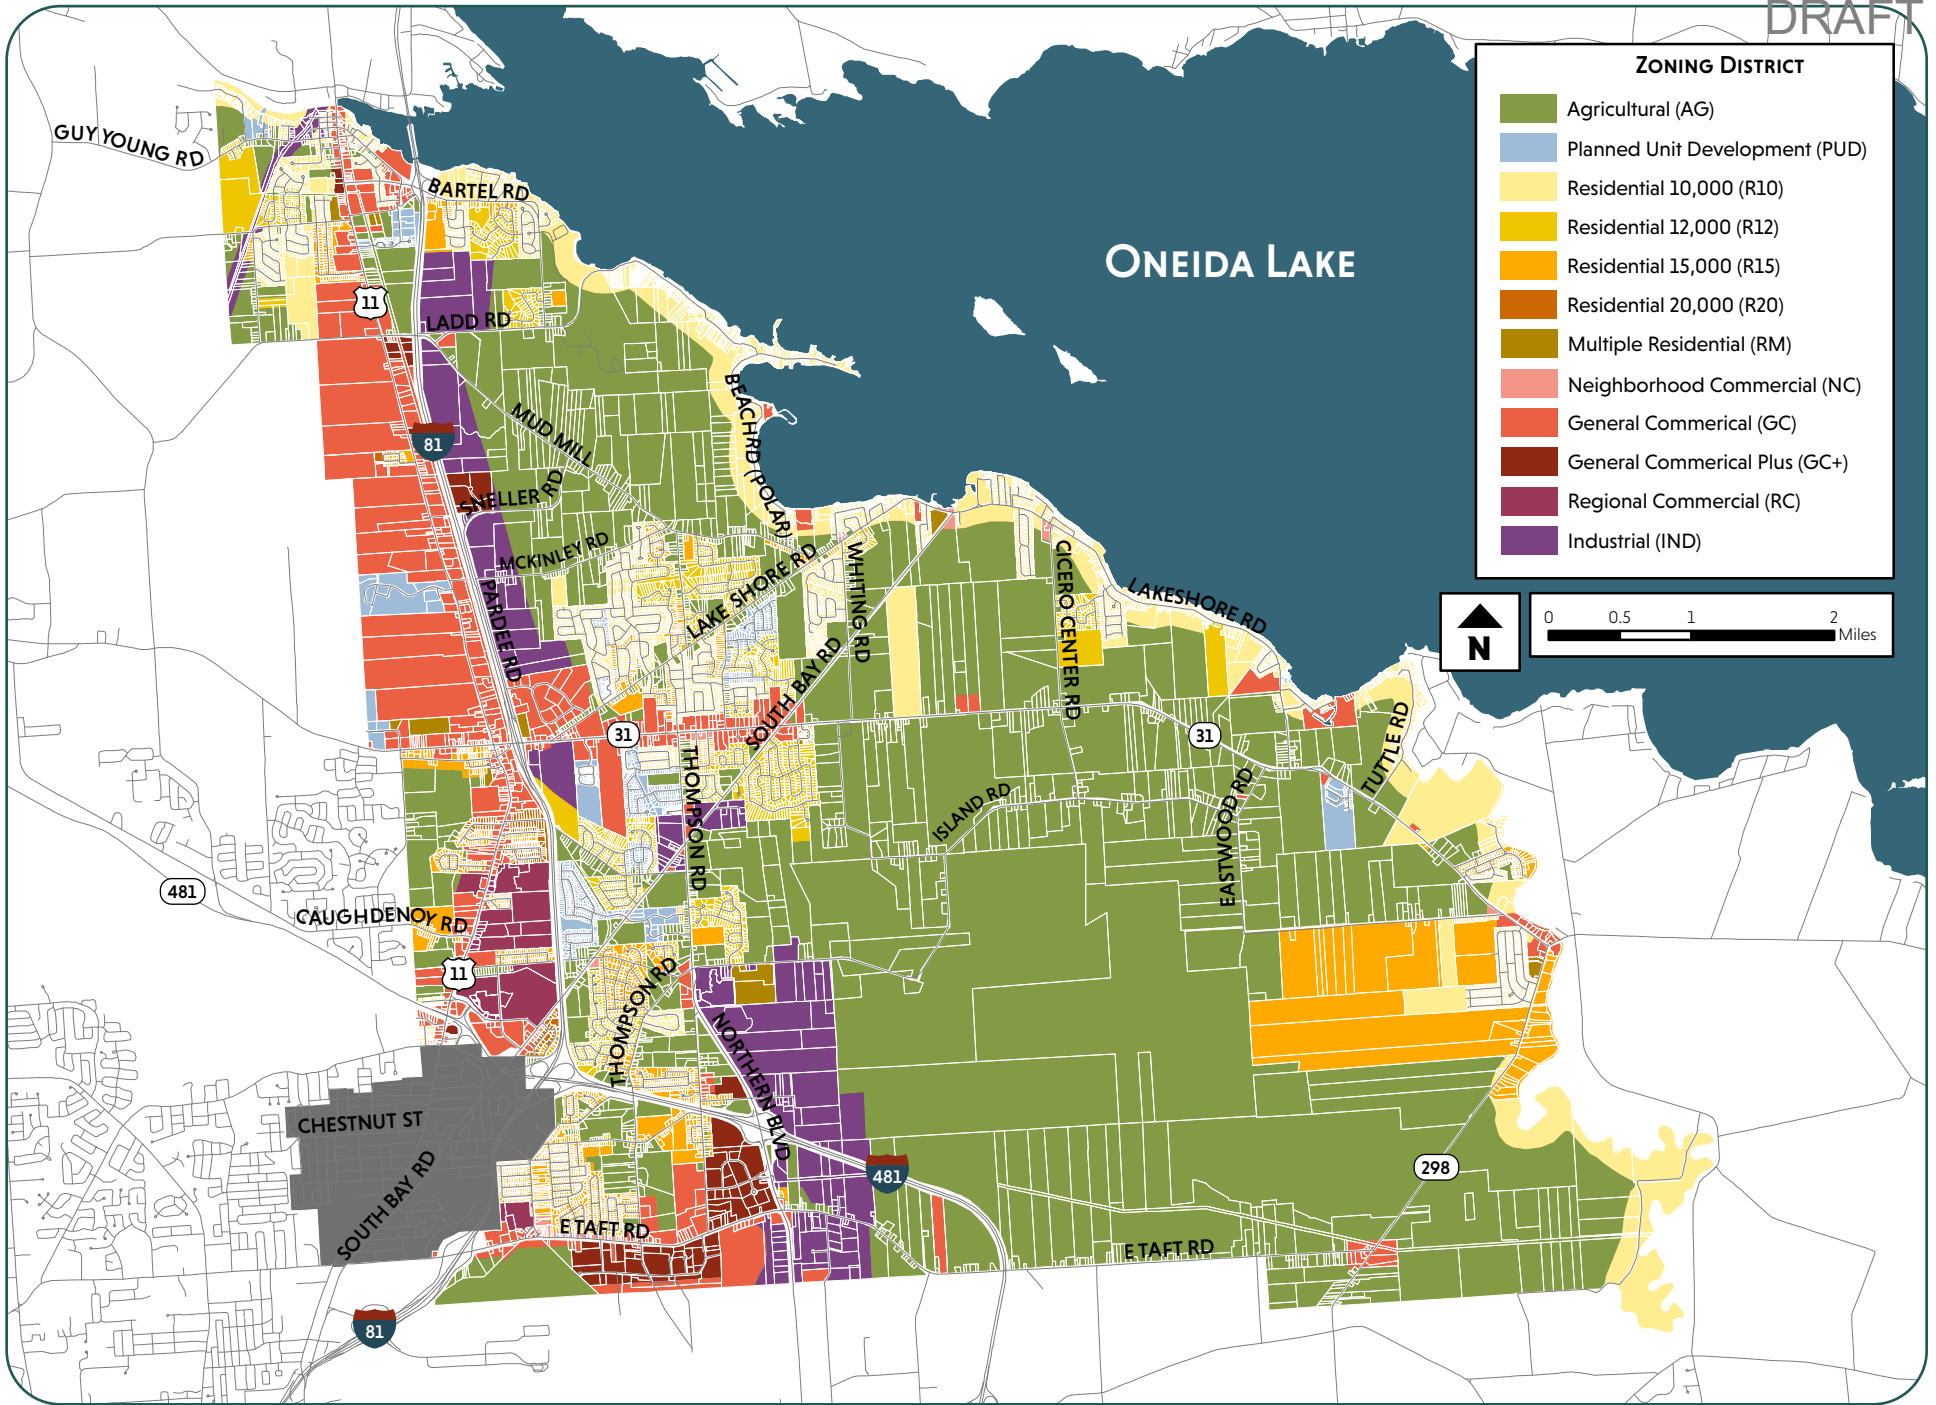 DRAFT
ZONING DISTRICT
Agricultural (AG)
Planned Unit Development (PUD)
Residential 10,000 (R10)
Residential 12,000 (R12)
Residential 15,000 (R15)
Residential 20,000 (R20)
Multiple Residential (RM)
Neighborhood Commercial (NC)
General Commerical (GC)
General Commerical Plus (GC+)
Regional Commercial (RC)
Industrial (IND)
N
0 0.5 1 2
Miles
ONEIDA LAKE
GUY YOUNG RD
BARTEL RD
11
LADD RD
81
MUD MILL
BEACH RD (POLAR)
SNELLER RD
MCKINLEY RD
PARDEE RD
LAKE SHORE RD
WHITING RD
CICERO CENTER RD
LAKESHORE RD
SOUTH BAY RD
31
31
TUTTLE RD
THOMPSON RD
ISLAND RD
EASTWOOD RD
481
CAUGHDENOY RD
11
THOMPSON RD
NORTHERN BLVD
CHESTNUT ST
SOUTH BAY RD
481
298
E TAFT RD
E TAFT RD
81